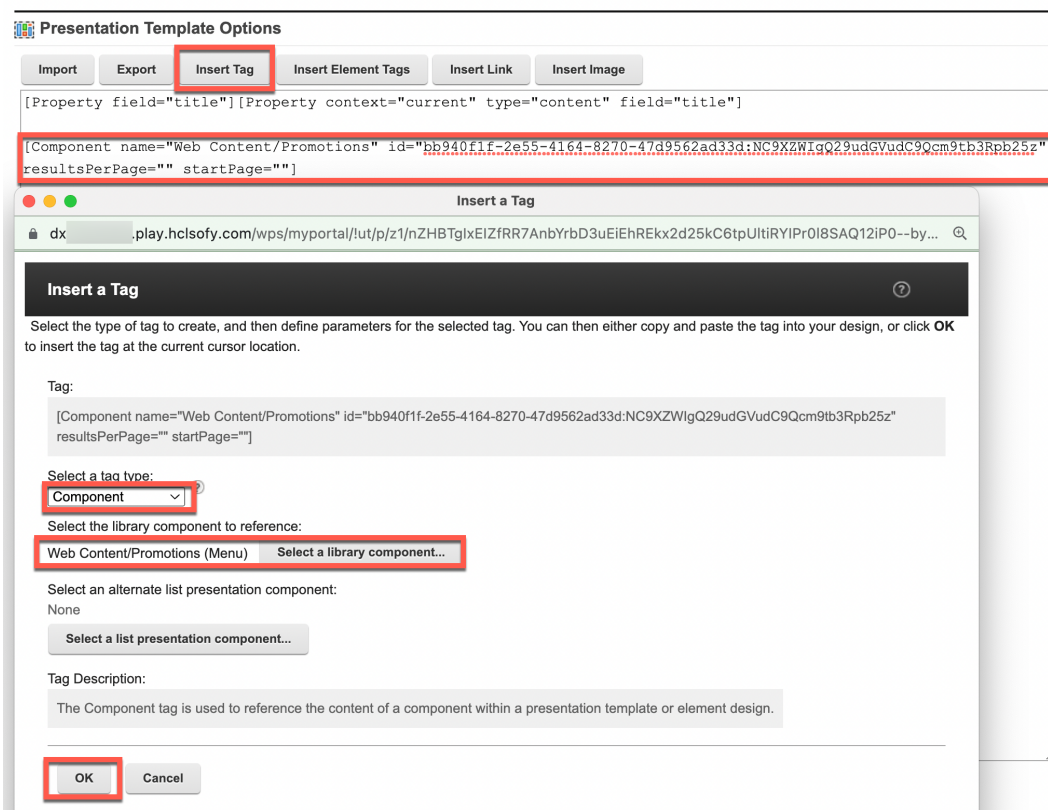 Presentation Template Options
Import Export Insert Tag Insert Element Tags Insert Link Insert Image
[Property field="title"][Property context="current" type="content" field="title"]
[Component name="Web Content/Promotions" id="bb940f1f-2e55-4164-8270-47d9562ad33d:NC9XZWIgQ29udGVudC9Qcm9tb3Rpb25z"
resultsPerPage="" startPage=""]
Insert a Tag
dx .play.hclsofy.com/wps/myportal/!ut/p/z1/nZHBTglxEIZfRR7AnbYrbD3uEiEhREkx2d25kC6tpUltiRYlPr0l8SAQ12iP0--by...
Insert a Tag
Select the type of tag to create, and then define parameters for the selected tag. You can then either copy and paste the tag into your design, or click OK
to insert the tag at the current cursor location.
Tag:
[Component name="Web Content/Promotions" id="bb940f1f-2e55-4164-8270-47d9562ad33d:NC9XZWIgQ29udGVudC9Qcm9tb3Rpb25z"
resultsPerPage="" startPage=""]
Select a tag type:
Component
Select the library component to reference:
Web Content/Promotions (Menu) Select a library component...
Select an alternate list presentation component:
None
Select a list presentation component...
Tag Description:
The Component tag is used to reference the content of a component within a presentation template or element design.
OK Cancel